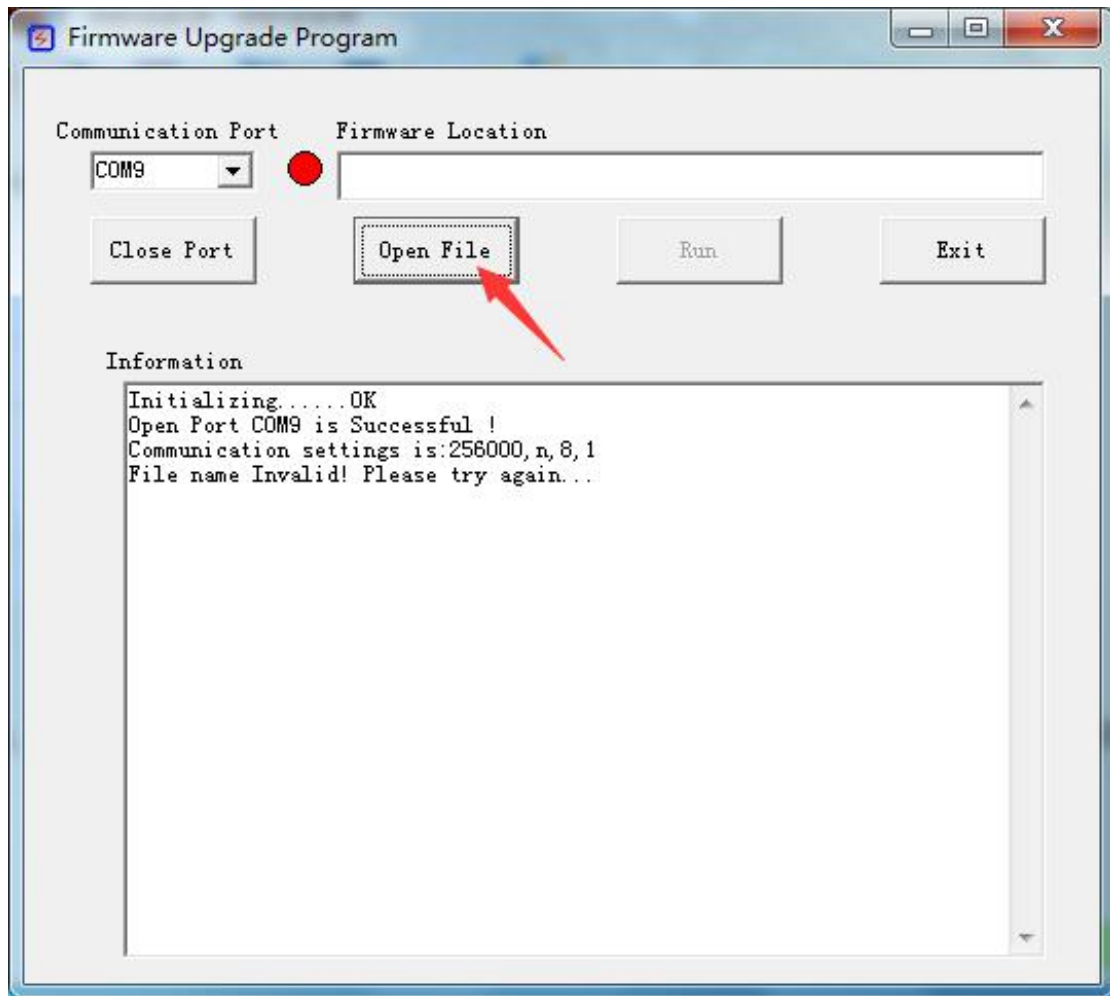 Firmware Upgrade Program
Communication Port
Firmware Location
COM9
Close Port
Open File
Run
Exit
Information
Initializing......OK
Open Port COM9 is Successful !
Communication settings is:256000,n,8,1
File name Invalid! Please try again...